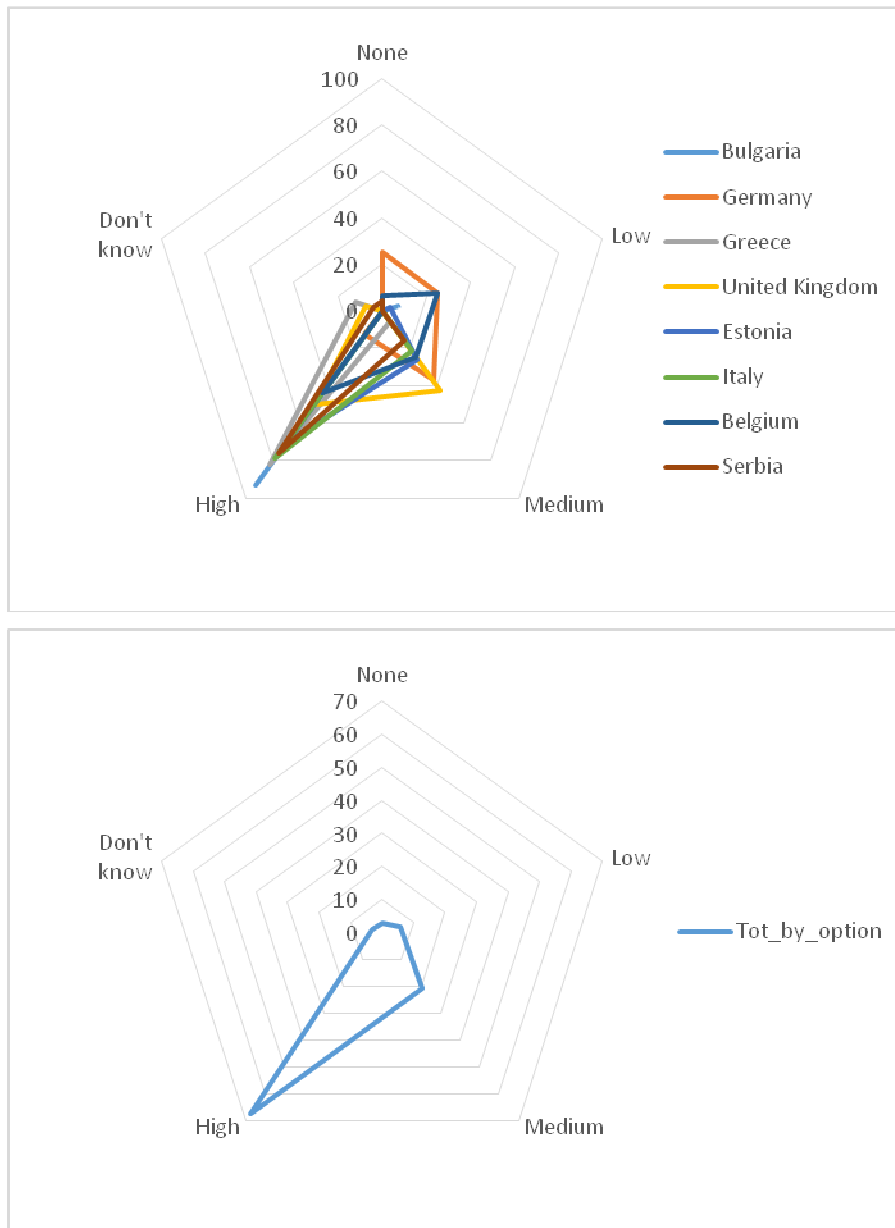 None
100
80
60
40
20
0
Don't
know
Low
High
Medium
Bulgaria
Germany
Greece
United Kingdom
Estonia
Italy
Belgium
Serbia
None
70
60
50
40
30
20
10
0
Don't
know
Low
High
Medium
Tot_by_option